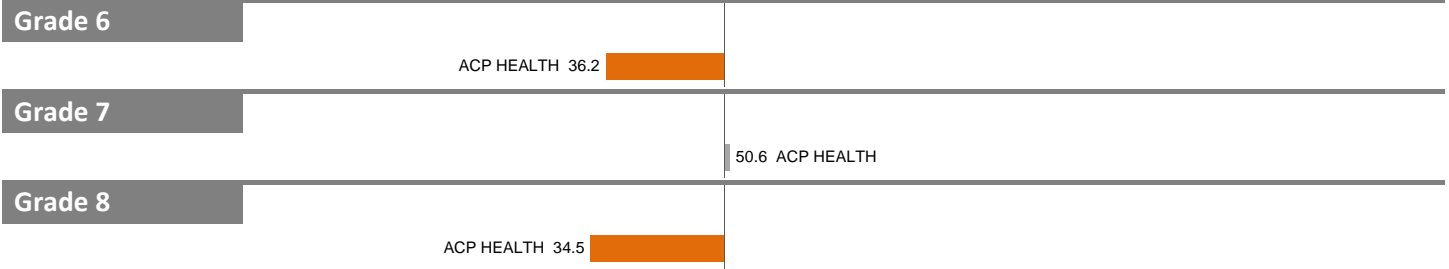 Grade 6
ACP HEALTH 36.2
Grade 7
50.6 ACP HEALTH
Grade 8
ACP HEALTH 34.5